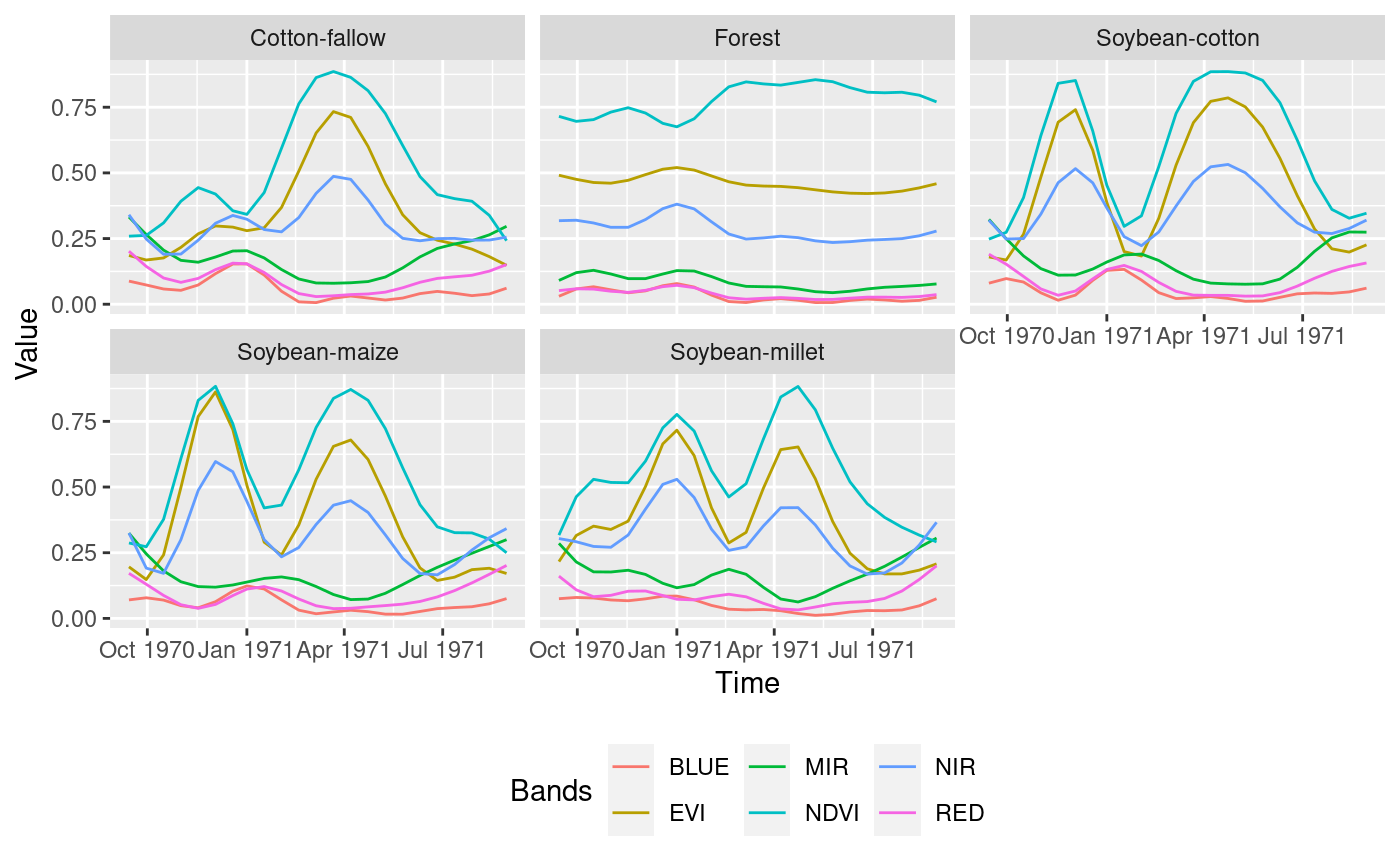 Cotton-fallow
Forest
Soybean-cotton
0.75
0.50
0.25
0.00
Oct 1970 Jan 1971 Apr 1971 Jul 1971
Value
Soybean-maize
Soybean-millet
0.75
0.50
0.25
0.00
Oct 1970 Jan 1971 Apr 1971 Jul 1971
Oct 1970 Jan 1971 Apr 1971 Jul 1971
Time
Bands
BLUE
MIR
NIR
EVI
NDVI
RED